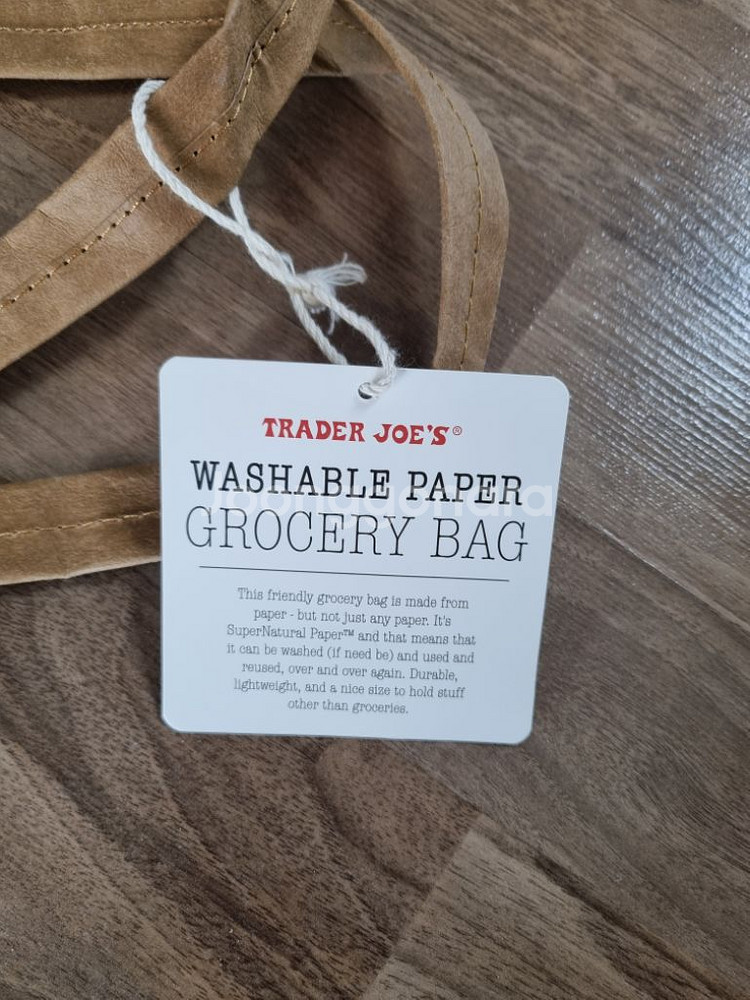 TRADER JOE'S®
WASHABLE PAPER
joonggonara
GROCERY BAG
This friendly grocery bag is made from
paper - but not just any paper. It's
SuperNatural Paper™ and that means that
it can be washed (if need be) and used and
reused, over and over again. Durable,
lightweight, and a nice size to hold stuff
other than groceries.